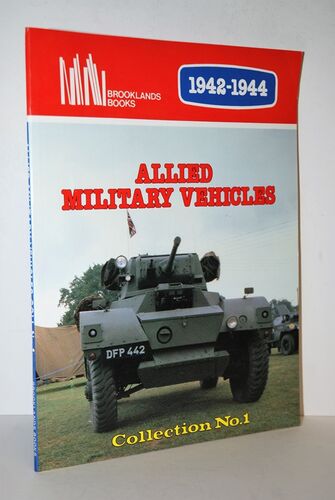 BROOKLANDS
BOOKS
1942-1944
ALLIED
MILITARY VEHICLES
DFP 442
Collection No.1